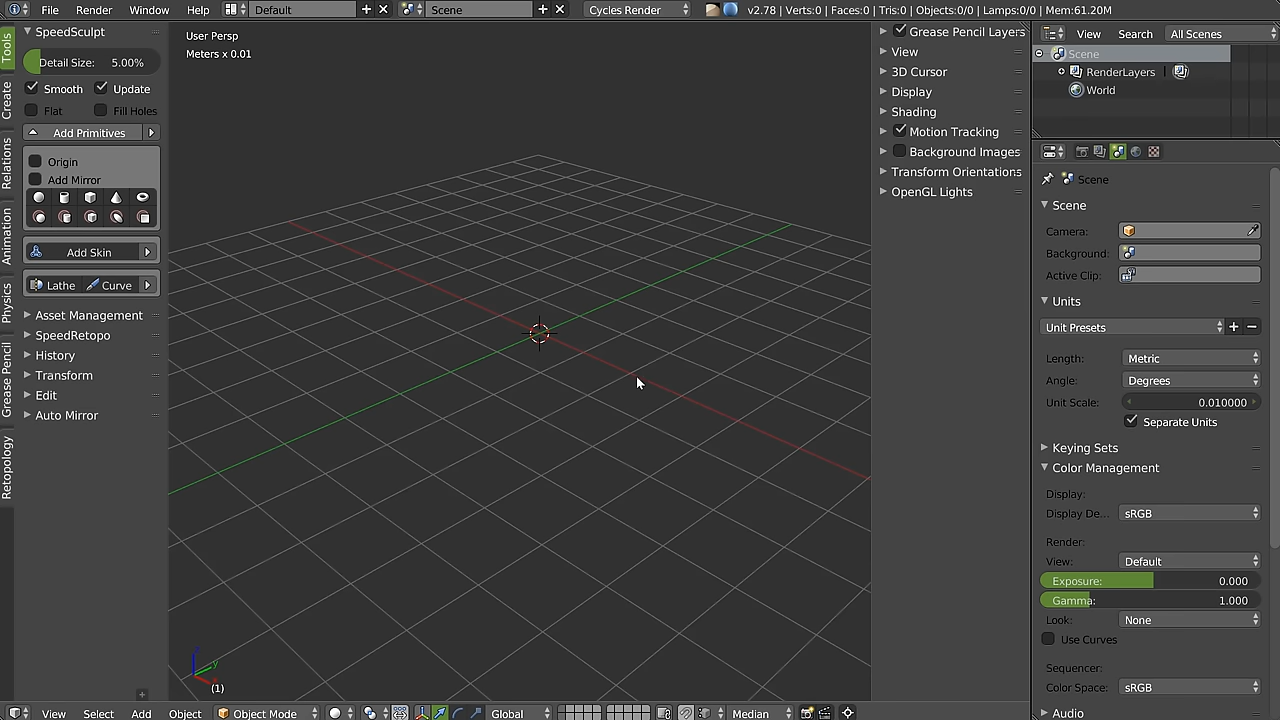 File Render Window Help Default Scene Cycles Render v2.78 | Verts:0 | Faces:0 | Tris:0 | Objects:0/0 | Lamps:0/0 | Mem:61.20M
Tools
Create
Relations
Animation
Physics
Grease Pencil
Retopology
SpeedSculpt
Detail Size: 5.00%
Smooth Update
Flat Fill Holes
Add Primitives
Origin
Add Mirror
Add Skin
Lathe Curve
Asset Management
SpeedRetopo
History
Transform
Edit
Auto Mirror
User Persp
Meters x 0.01
z
y
(1)
Grease Pencil Layers
View
3D Cursor
Display
Shading
Motion Tracking
Background Images
Transform Orientations
OpenGL Lights
View Search All Scenes
Scene
RenderLayers
World
Scene
Scene
Camera:
Background:
Active Clip:
Units
Unit Presets
Length: Metric
Angle: Degrees
Unit Scale: 0.010000
Separate Units
Keying Sets
Color Management
Display:
Display De... sRGB
Render:
View: Default
Exposure: 0.000
Gamma: 1.000
Look: None
Use Curves
Sequencer:
Color Space: sRGB
Audio
View Select Add Object Object Mode Global Median